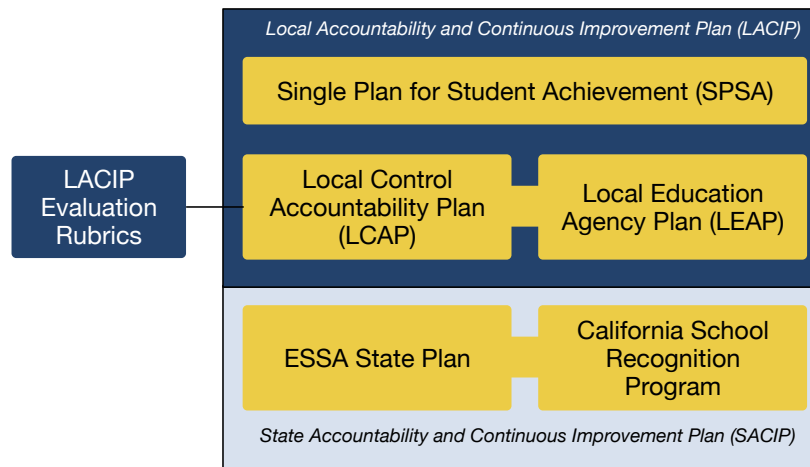 Local Accountability and Continuous Improvement Plan (LACIP)
Single Plan for Student Achievement (SPSA)
LACIP
Evaluation
Rubrics
Local Control
Accountability Plan
(LCAP)
Local Education
Agency Plan (LEAP)
ESSA State Plan
California School
Recognition
Program
State Accountability and Continuous Improvement Plan (SACIP)